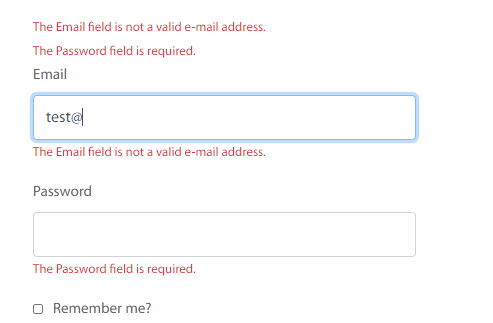 The Email field is not a valid e-mail address.
The Password field is required.
Email
test@
The Email field is not a valid e-mail address.
Password
The Password field is required.
Remember me?